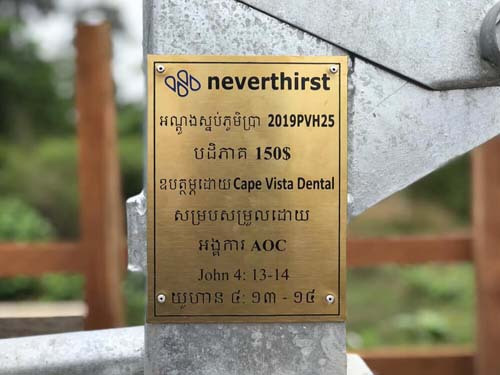 neverthirst
អណ្តូងស្នប់ភូមិប្រា 2019PVH25
បដិភាគ 150$
ឧបត្ថម្ភដោយ Cape Vista Dental
សម្របសម្រួលដោយ
អង្គការ AOC
John 4: 13-14
យ៉ូហាន ៤: ១៣ - ១៤